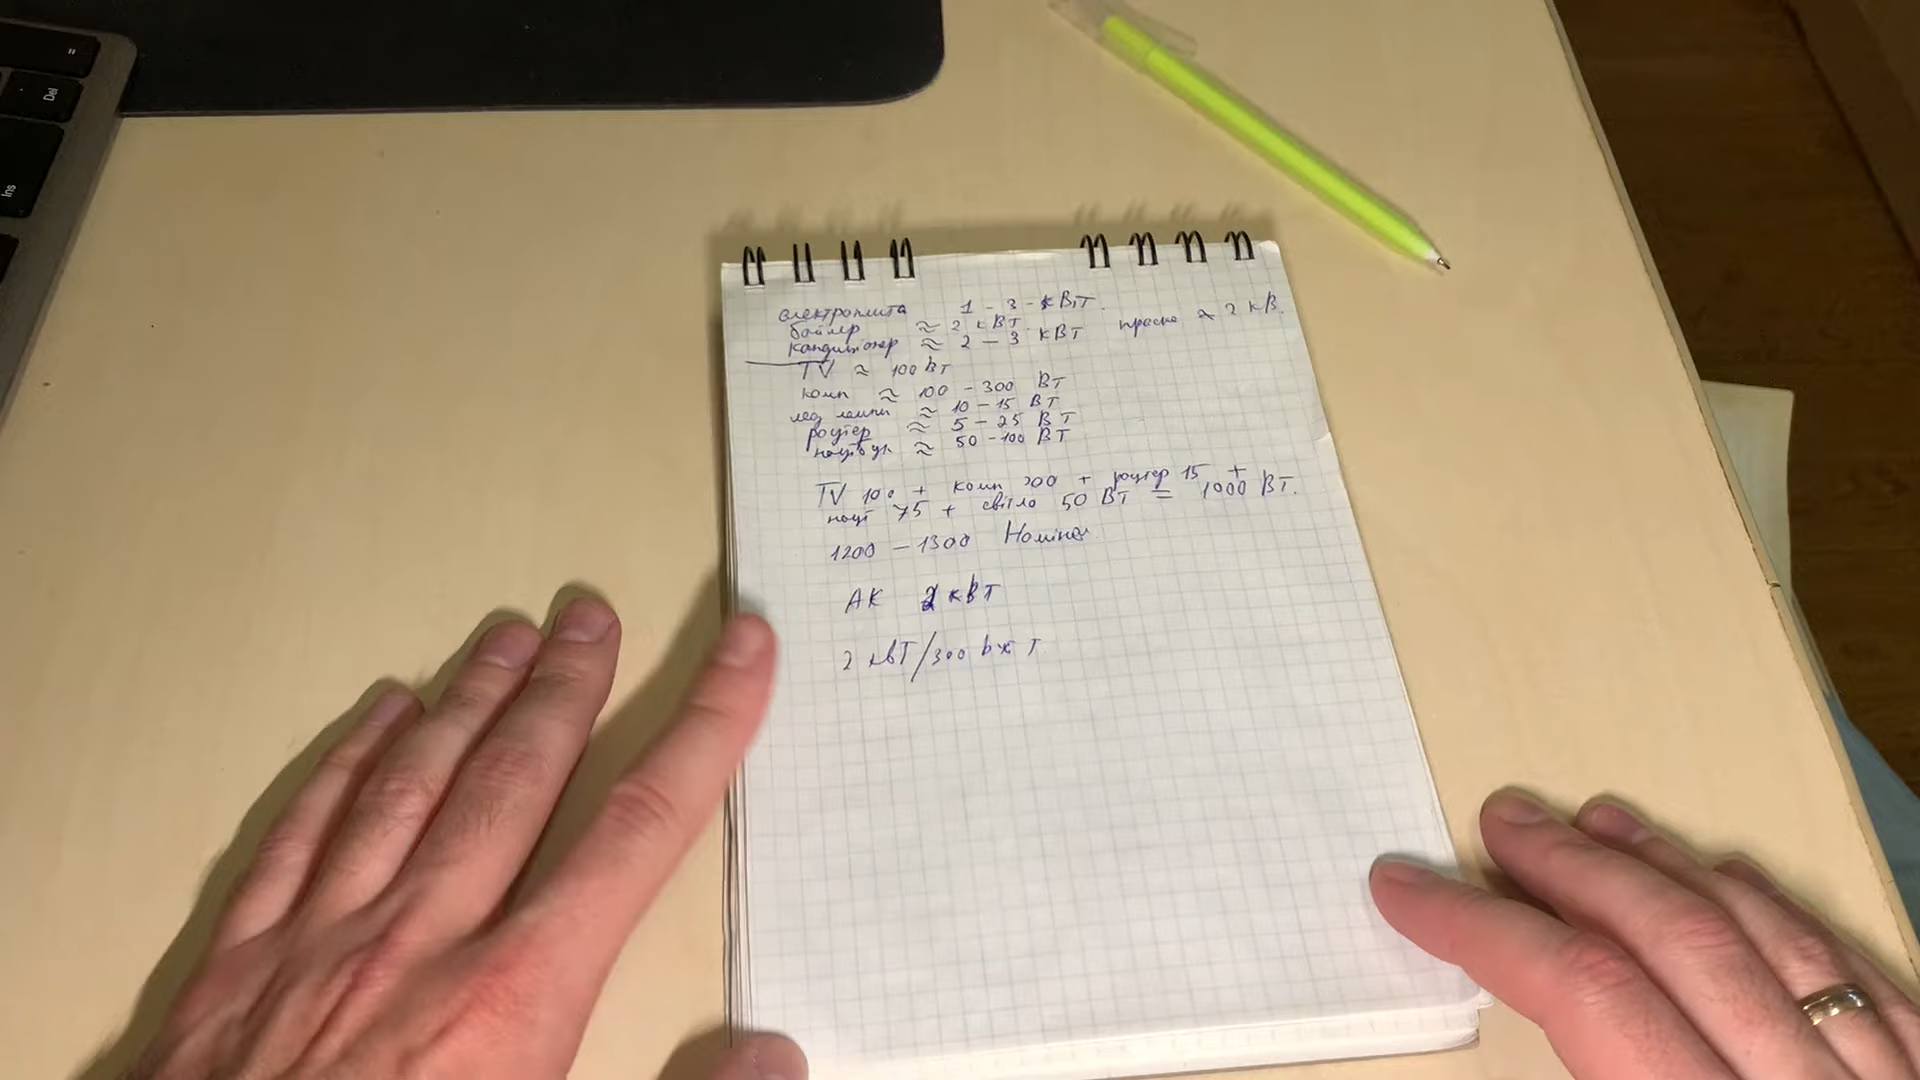 "
Del
Ins
електроплита 1 - 3 - кВт.
бойлер ≈ 2 кВт праска ≈ 2 кВ.
кондиціонер ≈ 2 – 3 кВт
TV ≈ 100 Вт
комп ≈ 100 - 300 Вт
лед лампи ≈ 10 – 15 Вт
роутер ≈ 5 – 25 Вт
ноутбук ≈ 50 - 100 Вт
TV 100 + комп 300 + роутер 15 +
ноут 75 + світло 50 Вт = 1000 Вт.
1200 – 1300 Номінал
АК 2 кВт
2 кВт/300 Вт